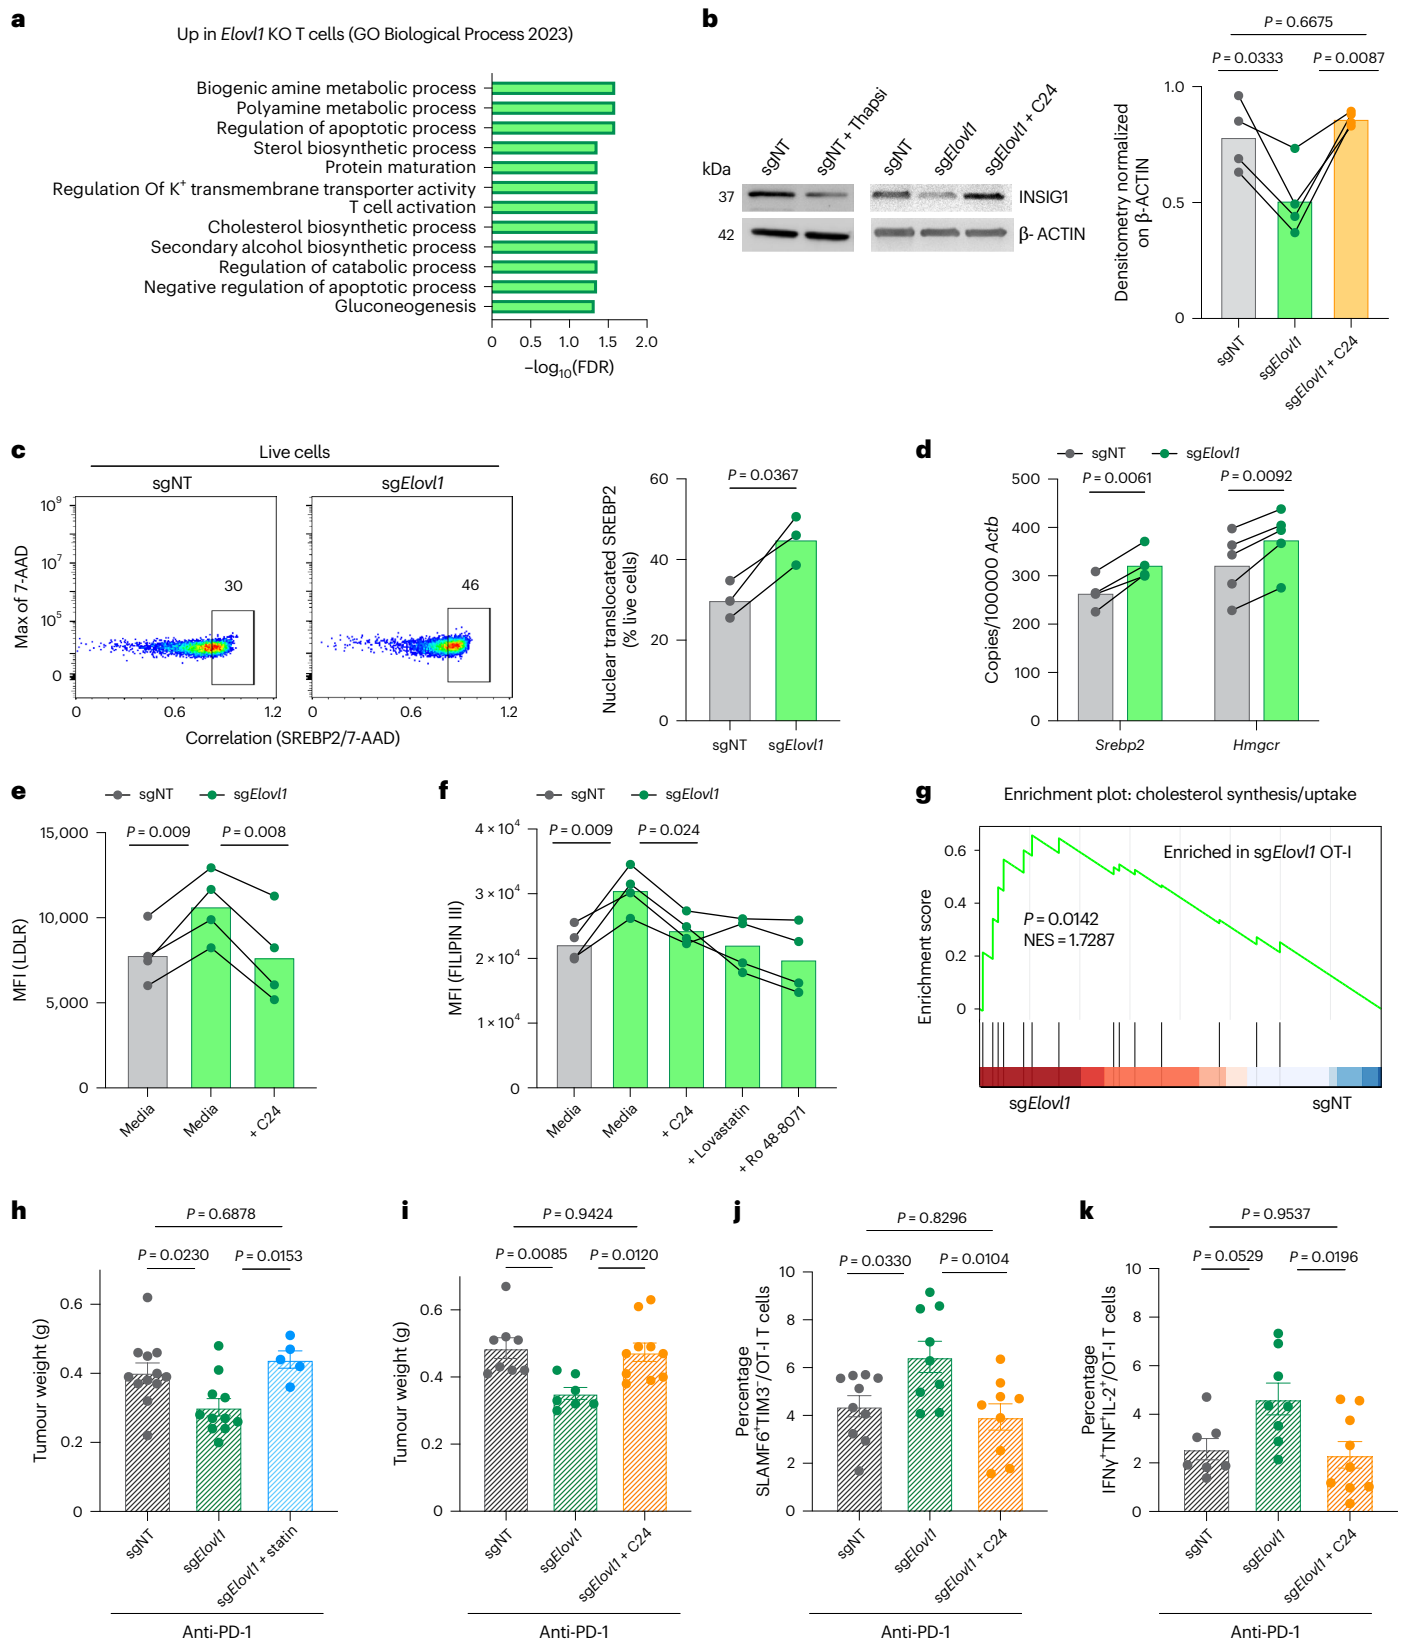 a
Up in Elovl1 KO T cells (GO Biological Process 2023)
Biogenic amine metabolic process
Polyamine metabolic process
Regulation of apoptotic process
Sterol biosynthetic process
Protein maturation
Regulation Of K+ transmembrane transporter activity
T cell activation
Cholesterol biosynthetic process
Secondary alcohol biosynthetic process
Regulation of catabolic process
Negative regulation of apoptotic process
Gluconeogenesis
0 0.5 1.0 1.5 2.0
–log10(FDR)
b
kDa
sgNT
sgNT + Thapsi
sgNT
sgElovl1
sgElovl1 + C24
37
INSIG1
42
β- ACTIN
P = 0.6675
P = 0.0333
P = 0.0087
Densitometry normalized
on β-ACTIN
1.0
0.5
0
sgNT
sgElovl1
sgElovl1 + C24
c
Live cells
sgNT
sgElovl1
Max of 7-AAD
10^9
10^7
10^5
0
30
46
0 0.6 0 0.6 1.2
Correlation (SREBP2/7-AAD)
Nuclear translocated SREBP2
(% live cells)
P = 0.0367
60
40
20
0
sgNT
sgElovl1
d
sgNT
sgElovl1
P = 0.0061
P = 0.0092
Copies/100000 Actb
500
400
300
200
100
0
Srebp2
Hmgcr
e
sgNT
sgElovl1
P = 0.009
P = 0.008
MFI (LDLR)
15,000
10,000
5,000
0
Media
Media
+ C24
f
sgNT
sgElovl1
P = 0.009
P = 0.024
MFI (FILIPIN III)
4 × 10^4
3 × 10^4
2 × 10^4
1 × 10^4
0
Media
Media
+ C24
+ Lovastatin
+ Ro 48-8071
g
Enrichment plot: cholesterol synthesis/uptake
Enriched in sgElovl1 OT-I
P = 0.0142
NES = 1.7287
Enrichment score
0.6
0.4
0.2
0
sgElovl1
sgNT
h
P = 0.6878
P = 0.0230
P = 0.0153
Tumour weight (g)
0.6
0.4
0.2
0
sgNT
sgElovl1
sgElovl1 + statin
Anti-PD-1
i
P = 0.9424
P = 0.0085
P = 0.0120
Tumour weight (g)
0.6
0.4
0.2
0
sgNT
sgElovl1
sgElovl1 + C24
Anti-PD-1
j
P = 0.8296
P = 0.0330
P = 0.0104
Percentage
SLAMF6+TIM3−/OT-I T cells
10
8
6
4
2
0
sgNT
sgElovl1
sgElovl1 + C24
Anti-PD-1
k
P = 0.9537
P = 0.0529
P = 0.0196
Percentage
IFNγ+TNF+IL-2+/OT-I T cells
10
8
6
4
2
0
sgNT
sgElovl1
sgElovl1 + C24
Anti-PD-1